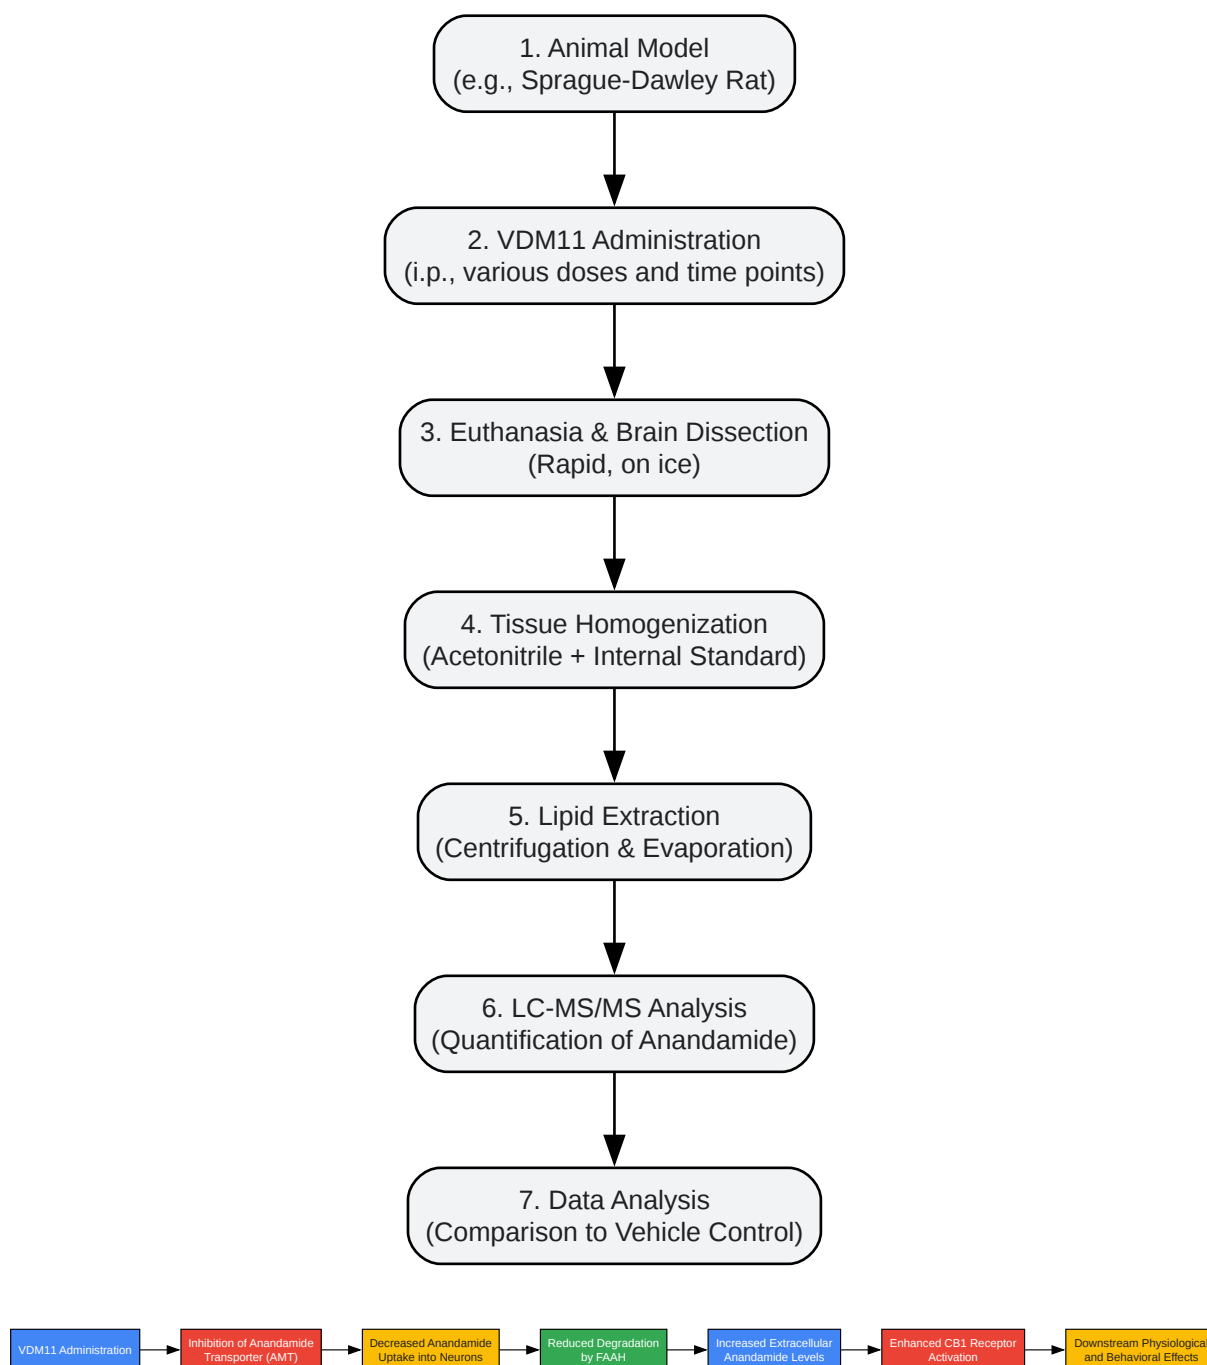 1. Animal Model
(e.g., Sprague-Dawley Rat)
2. VDM11 Administration
(i.p., various doses and time points)
3. Euthanasia & Brain Dissection
(Rapid, on ice)
4. Tissue Homogenization
(Acetonitrile + Internal Standard)
5. Lipid Extraction
(Centrifugation & Evaporation)
6. LC-MS/MS Analysis
(Quantification of Anandamide)
7. Data Analysis
(Comparison to Vehicle Control)
VDM11 Administration
Inhibition of Anandamide
Transporter (AMT)
Decreased Anandamide
Uptake into Neurons
Reduced Degradation
by FAAH
Increased Extracellular
Anandamide Levels
Enhanced CB1 Receptor
Activation
Downstream Physiological
and Behavioral Effects